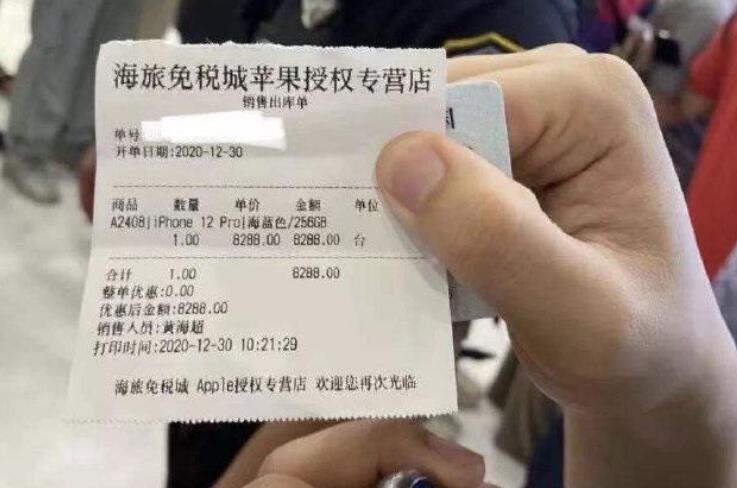 海旅免税城苹果授权专营店
销售出库单
单号
开单日期:2020-12-30
商品 数量 单价 金额 单位
A2408||iPhone 12 Pro|海蓝色/256GB
1.00 8288.00 8288.00 台
合计 1.00 8288.00
整单优惠:0.00
优惠后金额:8288.00
销售人员:黄海超
打印时间:2020-12-30 10:21:29
海旅免税城 Apple授权专营店 欢迎您再次光临